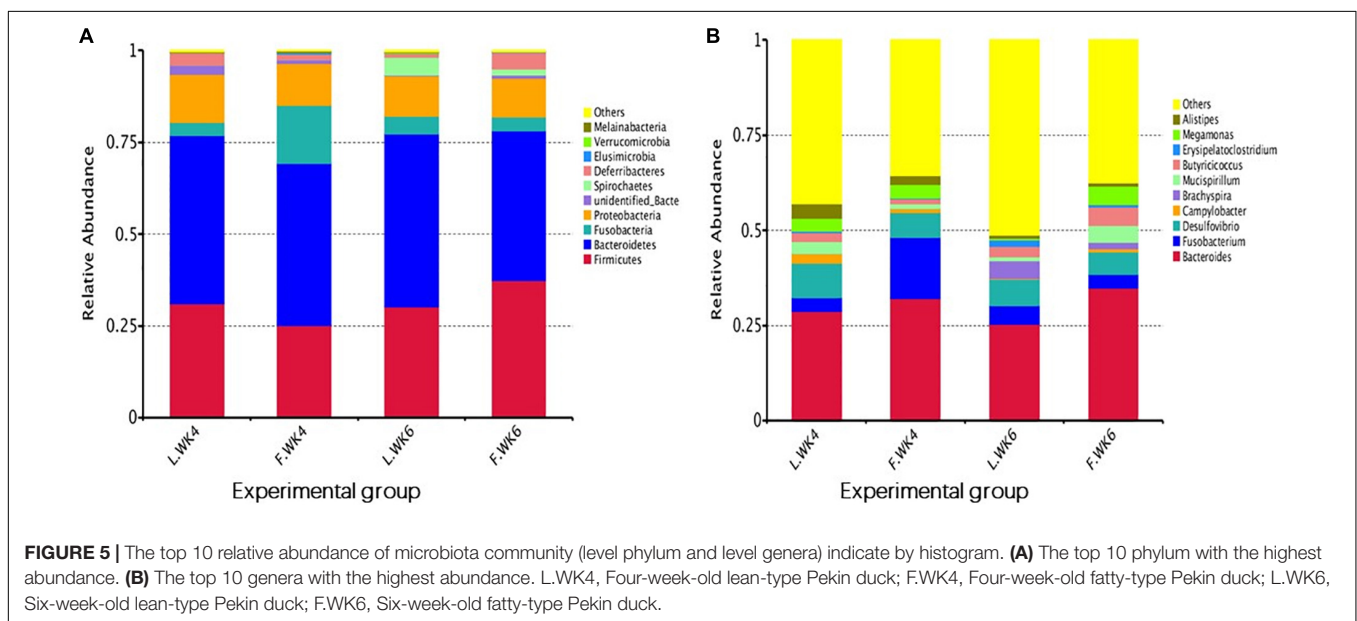 A
Relative Abundance
1
0.75
0.5
0.25
0
L.WK4
F.WK4
L.WK6
F.WK6
Experimental group
Others
Melainabacteria
Verrucomicrobia
Elusimicrobia
Deferribacteres
Spirochaetes
unidentified_Bacte
Proteobacteria
Fusobacteria
Bacteroidetes
Firmicutes
B
Relative Abundance
1
0.75
0.5
0.25
0
L.WK4
F.WK4
L.WK6
F.WK6
Experimental group
Others
Alistipes
Megamonas
Erysipelatoclostridium
Butyricicoccus
Mucispirillum
Brachyspira
Campylobacter
Desulfovibrio
Fusobacterium
Bacteroides
FIGURE 5 | The top 10 relative abundance of microbiota community (level phylum and level genera) indicate by histogram. (A) The top 10 phylum with the highest
abundance. (B) The top 10 genera with the highest abundance. L.WK4, Four-week-old lean-type Pekin duck; F.WK4, Four-week-old fatty-type Pekin duck; L.WK6,
Six-week-old lean-type Pekin duck; F.WK6, Six-week-old fatty-type Pekin duck.